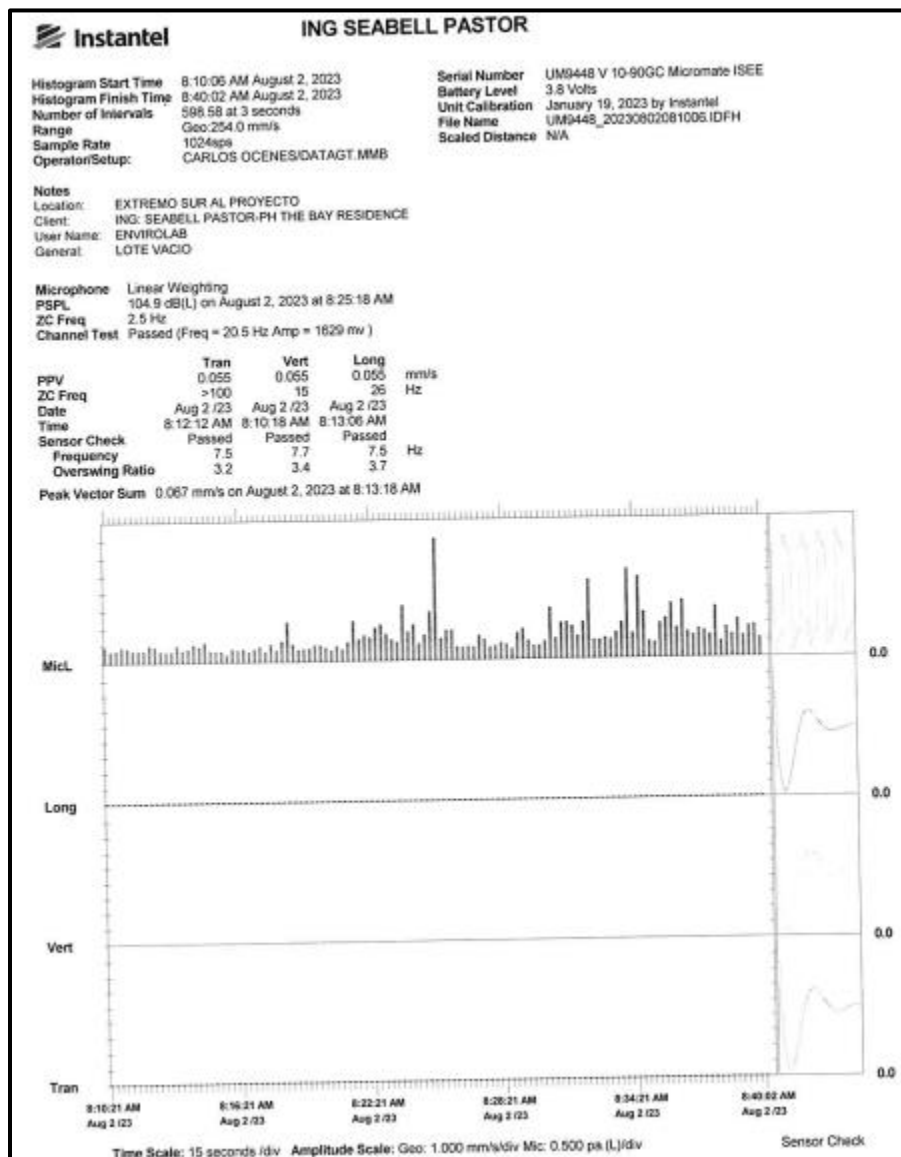 Instantel
ING SEABELL PASTOR
Histogram Start Time 8:10:06 AM August 2, 2023
Histogram Finish Time 8:40:02 AM August 2, 2023
Number of Intervals 598.58 at 3 seconds
Range Geo:254.0 mm/s
Sample Rate 1024sps
Operator/Setup: CARLOS OCENES/DATAGT.MMB
Serial Number UM9448 V 10-90GC Micromate ISEE
Battery Level 3.8 Volts
Unit Calibration January 19, 2023 by Instantel
File Name UM9448_20230802081006.IDFH
Scaled Distance N/A
Notes
Location: EXTREMO SUR AL PROYECTO
Client: ING: SEABELL PASTOR-PH THE BAY RESIDENCE
User Name: ENVIROLAB
General: LOTE VACIO
Microphone Linear Weighting
PSPL 104.9 dB(L) on August 2, 2023 at 8:25:18 AM
ZC Freq 2.5 Hz
Channel Test Passed (Freq = 20.5 Hz Amp = 1629 mv )
Tran Vert Long
PPV 0.055 0.055 0.055 mm/s
ZC Freq >100 15 26 Hz
Date Aug 2 /23 Aug 2 /23 Aug 2 /23
Time 8:12:12 AM 8:10:18 AM 8:13:06 AM
Sensor Check Passed Passed Passed
Frequency 7.5 7.7 7.5 Hz
Overswing Ratio 3.2 3.4 3.7
Peak Vector Sum 0.067 mm/s on August 2, 2023 at 8:13:18 AM
MicL 0.0
Long 0.0
Vert 0.0
Tran 0.0
8:10:21 AM 8:16:21 AM 8:22:21 AM 8:28:21 AM 8:34:21 AM 8:40:02 AM
Aug 2 /23 Aug 2 /23 Aug 2 /23 Aug 2 /23 Aug 2 /23 Aug 2 /23
Time Scale: 15 seconds /div Amplitude Scale: Geo: 1.000 mm/s/div Mic: 0.500 pa.(L)/div
Sensor Check